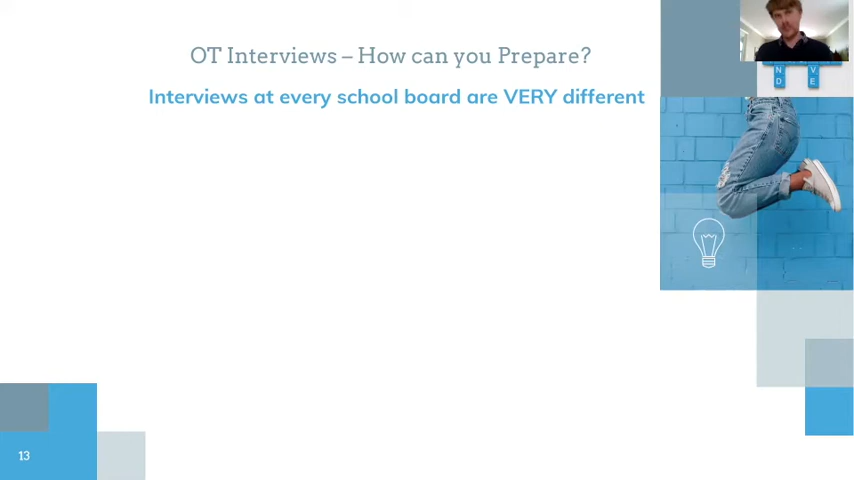 OT Interviews – How can you Prepare?
Interviews at every school board are VERY different
N V
D E
13